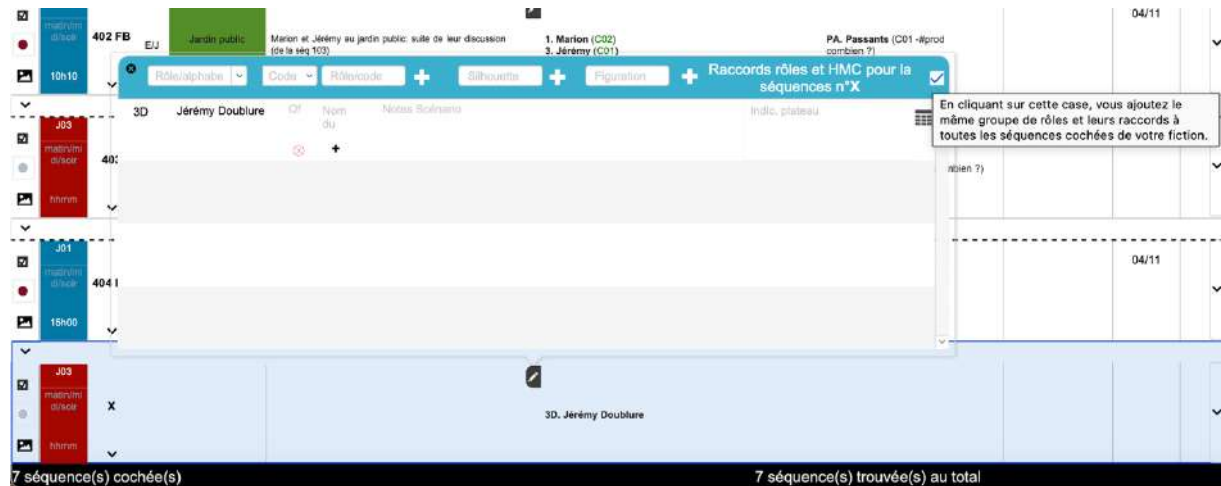 04/11
matin/mi
di/soir
402 FB
E/J
Jardin public
Marion et Jérémy au jardin public: suite de leur discussion
(de la séq 103)
1. Marion (C02)
3. Jérémy (C01)
PA. Passants (C01 -#prod
combien ?)
10h10
Rôle/alphabe
Code
Rôle/code
Silhouette
Figuration
Raccords rôles et HMC pour la
séquences n°X
En cliquant sur cette case, vous ajoutez le
même groupe de rôles et leurs raccords à
toutes les séquences cochées de votre fiction.
3D
Jérémy Doublure
Nom
du
Notes Scénario
Indic. plateau
J03
matin/mi
di/soir
403
hhmm
J01
matin/mi
di/soir
404
15h00
04/11
J03
matin/mi
di/soir
X
hhmm
3D. Jérémy Doublure
7 séquence(s) cochée(s)
7 séquence(s) trouvée(s) au total